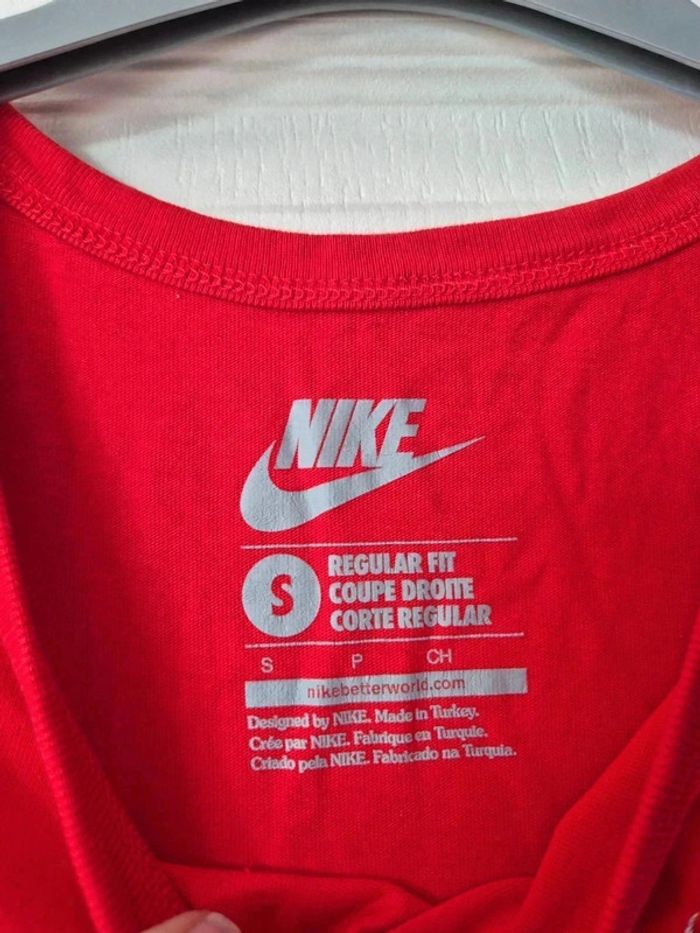 NIKE
S
REGULAR FIT
COUPE DROITE
CORTE REGULAR
S P CH
nikebetterworld.com
Designed by NIKE. Made in Turkey.
Crée par NIKE. Fabrique en Turquie.
Criado pela NIKE. Fabricado na Turquia.